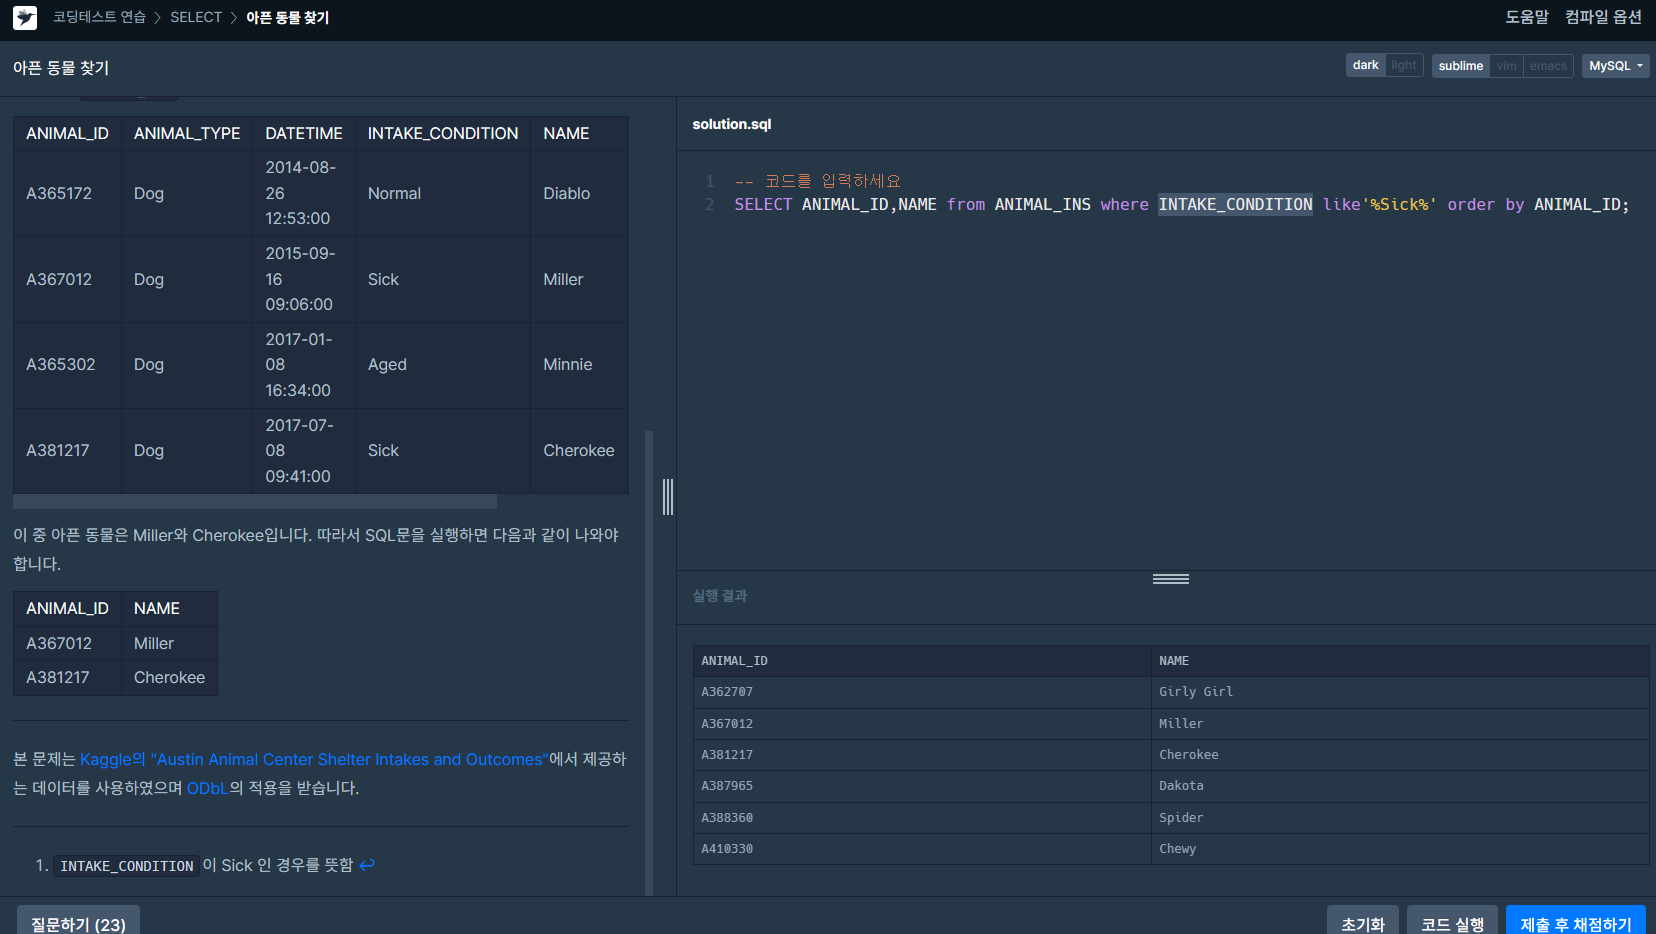 코딩테스트 연습 > SELECT > 아픈 동물 찾기
도움말 컴파일 옵션
아픈 동물 찾기
dark light sublime vim emacs MySQL
ANIMAL_ID ANIMAL_TYPE DATETIME INTAKE_CONDITION NAME
A365172 Dog 2014-08-26 12:53:00 Normal Diablo
A367012 Dog 2015-09-16 09:06:00 Sick Miller
A365302 Dog 2017-01-08 16:34:00 Aged Minnie
A381217 Dog 2017-07-08 09:41:00 Sick Cherokee
이 중 아픈 동물은 Miller와 Cherokee입니다. 따라서 SQL문을 실행하면 다음과 같이 나와야
합니다.
ANIMAL_ID NAME
A367012 Miller
A381217 Cherokee
본 문제는 Kaggle의 "Austin Animal Center Shelter Intakes and Outcomes"에서 제공하
는 데이터를 사용하였으며 ODbL의 적용을 받습니다.
1. INTAKE_CONDITION 이 Sick 인 경우를 뜻함 ↩
solution.sql
1 -- 코드를 입력하세요
2 SELECT ANIMAL_ID,NAME from ANIMAL_INS where INTAKE_CONDITION like'%Sick%' order by ANIMAL_ID;
실행 결과
ANIMAL_ID NAME
A362707 Girly Girl
A367012 Miller
A381217 Cherokee
A387965 Dakota
A388360 Spider
A410330 Chewy
질문하기 (23)
초기화 코드 실행 제출 후 채점하기